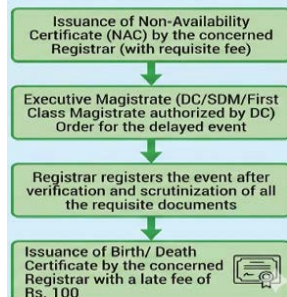 Issuance of Non-Availability
Certificate (NAC) by the concerned
Registrar (with requisite fee)
Executive Magistrate (DC/SDM/First
Class Magistrate authorized by DC)
Order for the delayed event
Registrar registers the event after
verification and scrutinization of all
the requisite documents
Issuance of Birth/ Death
Certificate by the concerned
Registrar with a late fee of
Rs. 100